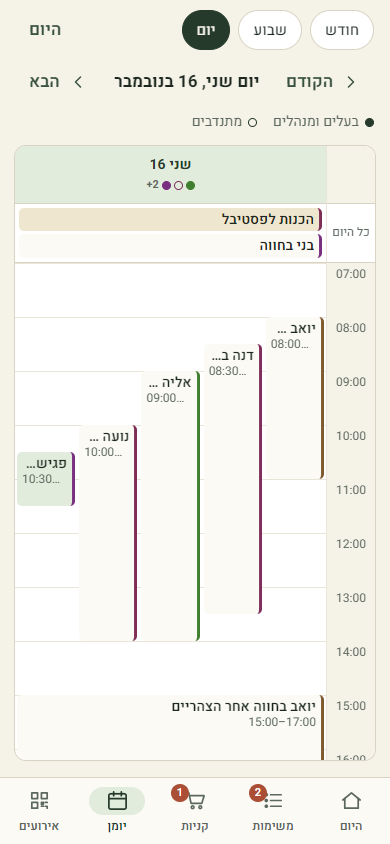 חודש
שבוע
יום
היום
הקודם
יום שני, 16 בנובמבר
הבא
בעלים ומנהלים
מתנדבים
שני 16
+2
כל היום
הכנות לפסטיבל
בני בחווה
07:00
08:00
09:00
10:00
11:00
12:00
13:00
14:00
15:00
16:00
יואב ...
08:00...
דנה ב...
08:30...
אליה ...
09:00...
נועה ...
10:00...
פגיש...
10:30...
יואב בחווה אחר הצהריים
15:00–17:00
היום
2
משימות
1
קניות
יומן
אירועים